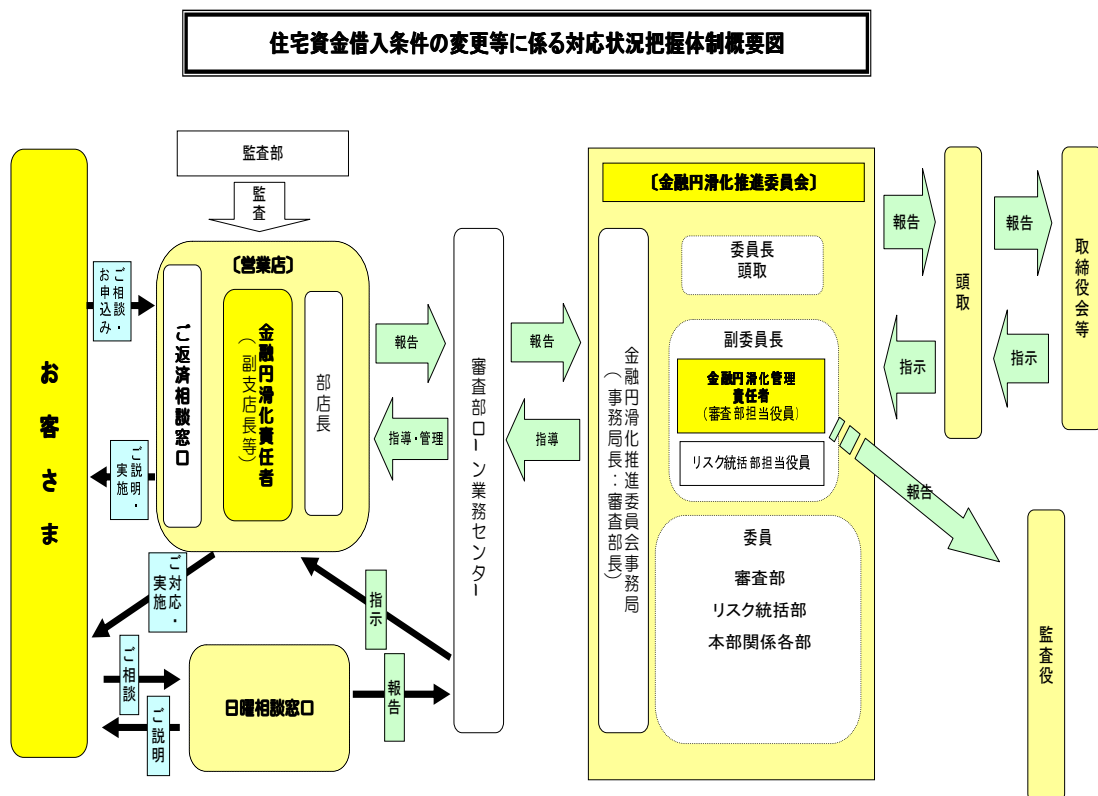 住宅資金借入条件の変更等に係る対応状況把握体制概要図
監査部
監査
お客さま
ご相談・
お申込み
ご説明・
実施
〔営業店〕
ご返済相談窓口
金融円滑化責任者
（副支店長等）
部店長
ご対応・
実施
ご相談
ご説明
日曜相談窓口
報告
指示
報告
指導・管理
審査部ローン業務センター
報告
指導
〔金融円滑化推進委員会〕
金融円滑化推進委員会事務局
（事務局長：審査部長）
委員長
頭取
副委員長
金融円滑化管理
責任者
（審査部担当役員）
リスク統括部担当役員
委員
審査部
リスク統括部
本部関係各部
報告
指示
頭取
報告
指示
取締役会等
報告
監査役